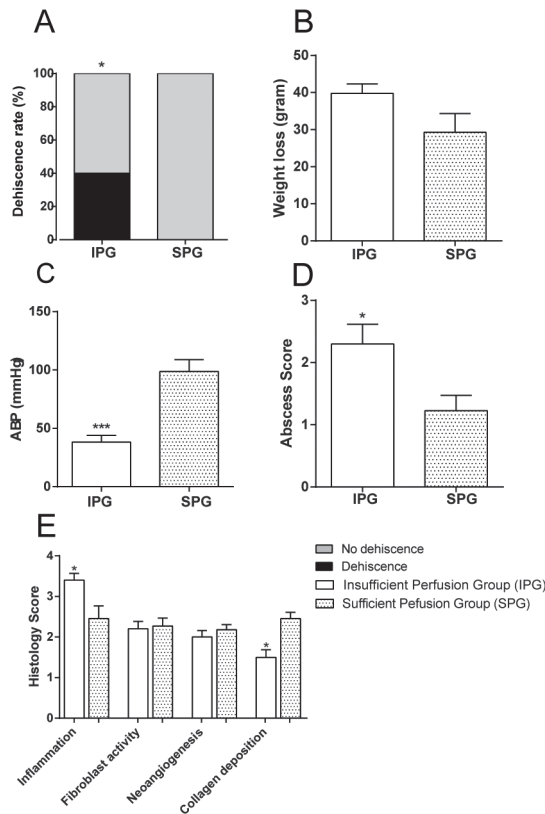 A
*
Dehiscence rate (%)
100
80
60
40
20
0
IPG SPG
B
Weight loss (gram)
50
40
30
20
10
0
IPG SPG
C
ABP (mmHg)
150
100
50
0
***
IPG SPG
D
Abscess Score
3
2
1
0
*
IPG SPG
E
Histology Score
4
3
2
1
0
*
*
Inflammation
Fibroblast activity
Neoangiogenesis
Collagen deposition
No dehiscence
Dehiscence
Insufficient Perfusion Group (IPG)
Sufficient Pefusion Group (SPG)